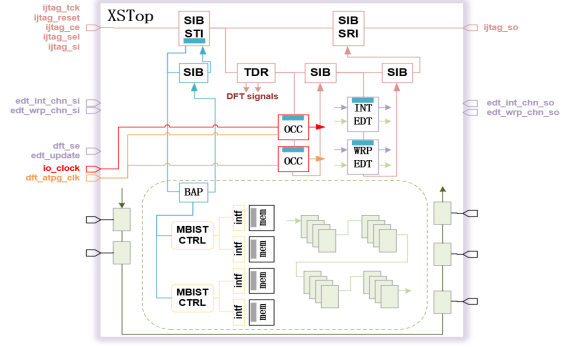 ijtag_tck
ijtag_reset
ijtag_ce
ijtag_sel
ijtag_si
XSTop
SIB
STI
SIB
SRI
ijtag_so
SIB
TDR
SIB
SIB
DFT signals
edt_int_chn_si
edt_wrp_chn_si
INT
EDT
edt_int_chn_so
edt_wrp_chn_so
OCC
dft_se
edt_update
WRP
EDT
OCC
io_clock
dft_atpg_clk
BAP
MBIST
CTRL
intf
mem
intf
mem
MBIST
CTRL
intf
mem
intf
mem